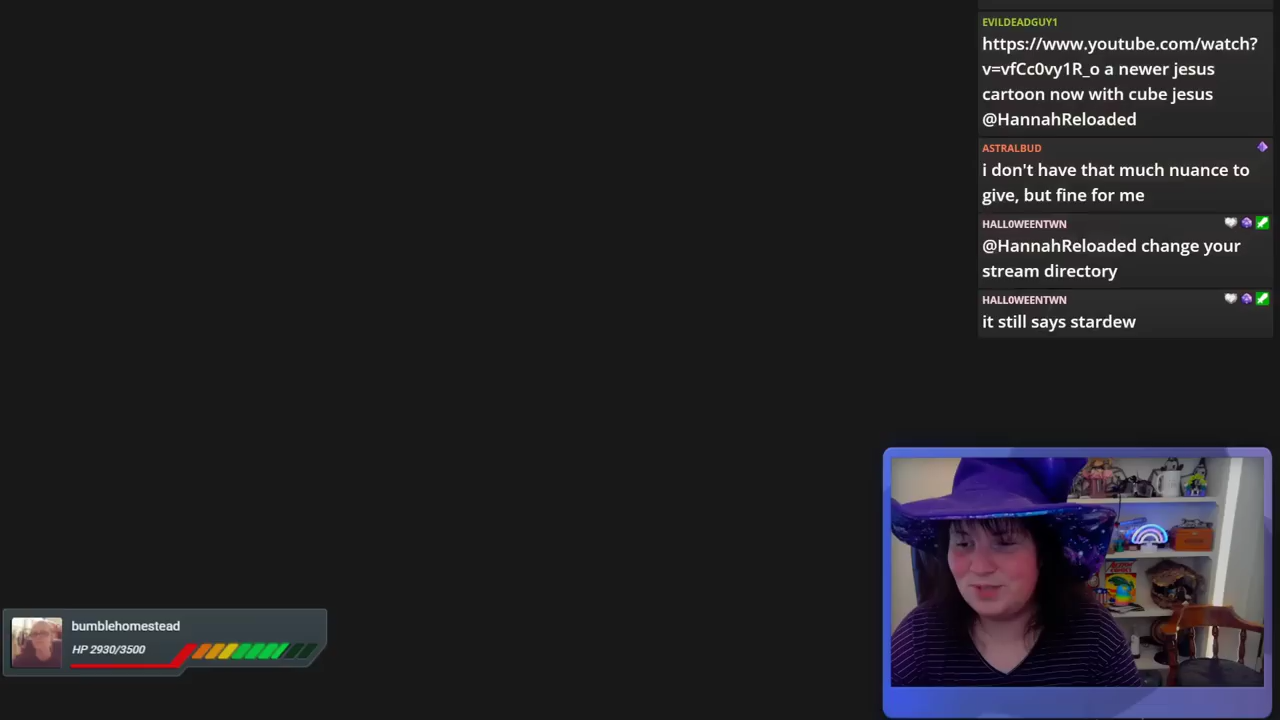 EVILDEADGUY1
https://www.youtube.com/watch?
v=vfCc0vy1R_o a newer jesus
cartoon now with cube jesus
@HannahReloaded
ASTRALBUD
i don't have that much nuance to
give, but fine for me
HALL0WEENTWN
@HannahReloaded change your
stream directory
HALL0WEENTWN
it still says stardew
bumblehomestead
HP 2930/3500